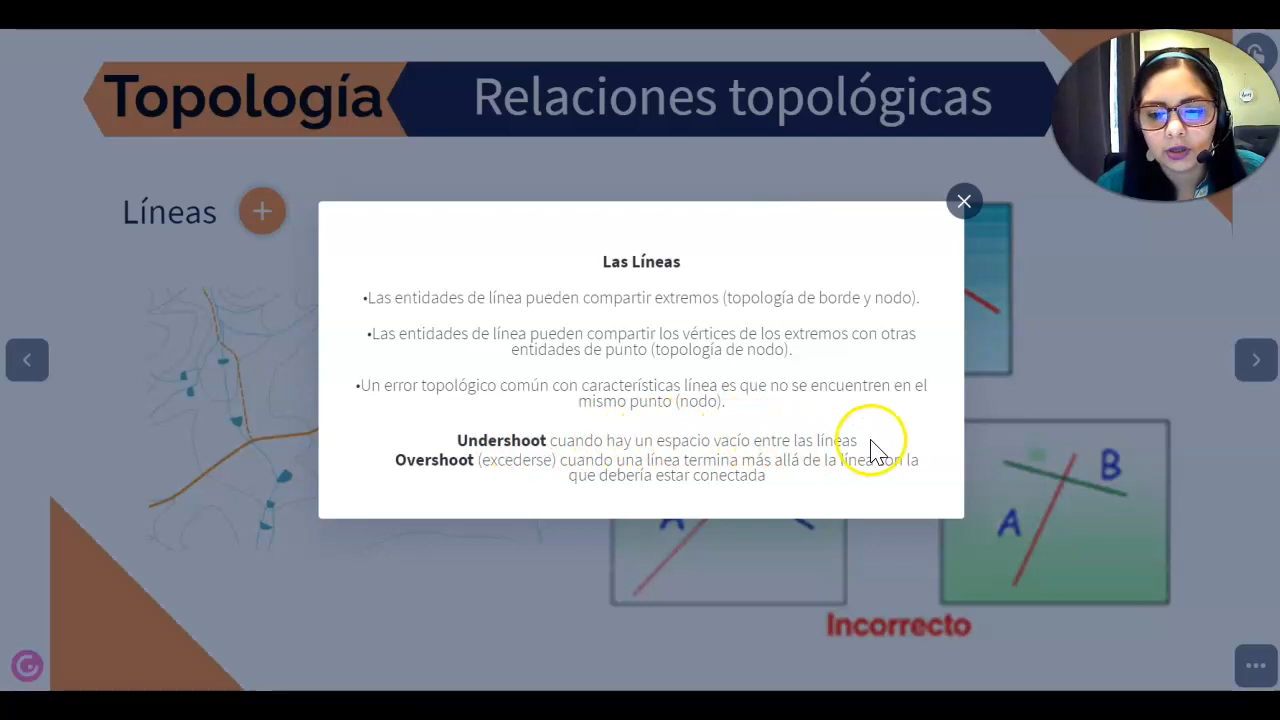 Topología
Relaciones topológicas
Líneas
Las Líneas
•Las entidades de línea pueden compartir extremos (topología de borde y nodo).
•Las entidades de línea pueden compartir los vértices de los extremos con otras
entidades de punto (topología de nodo).
•Un error topológico común con características línea es que no se encuentren en el
mismo punto (nodo).
Undershoot cuando hay un espacio vacío entre las líneas
Overshoot (excederse) cuando una línea termina más allá de la línea con la
que debería estar conectada
A
A
B
Incorrecto